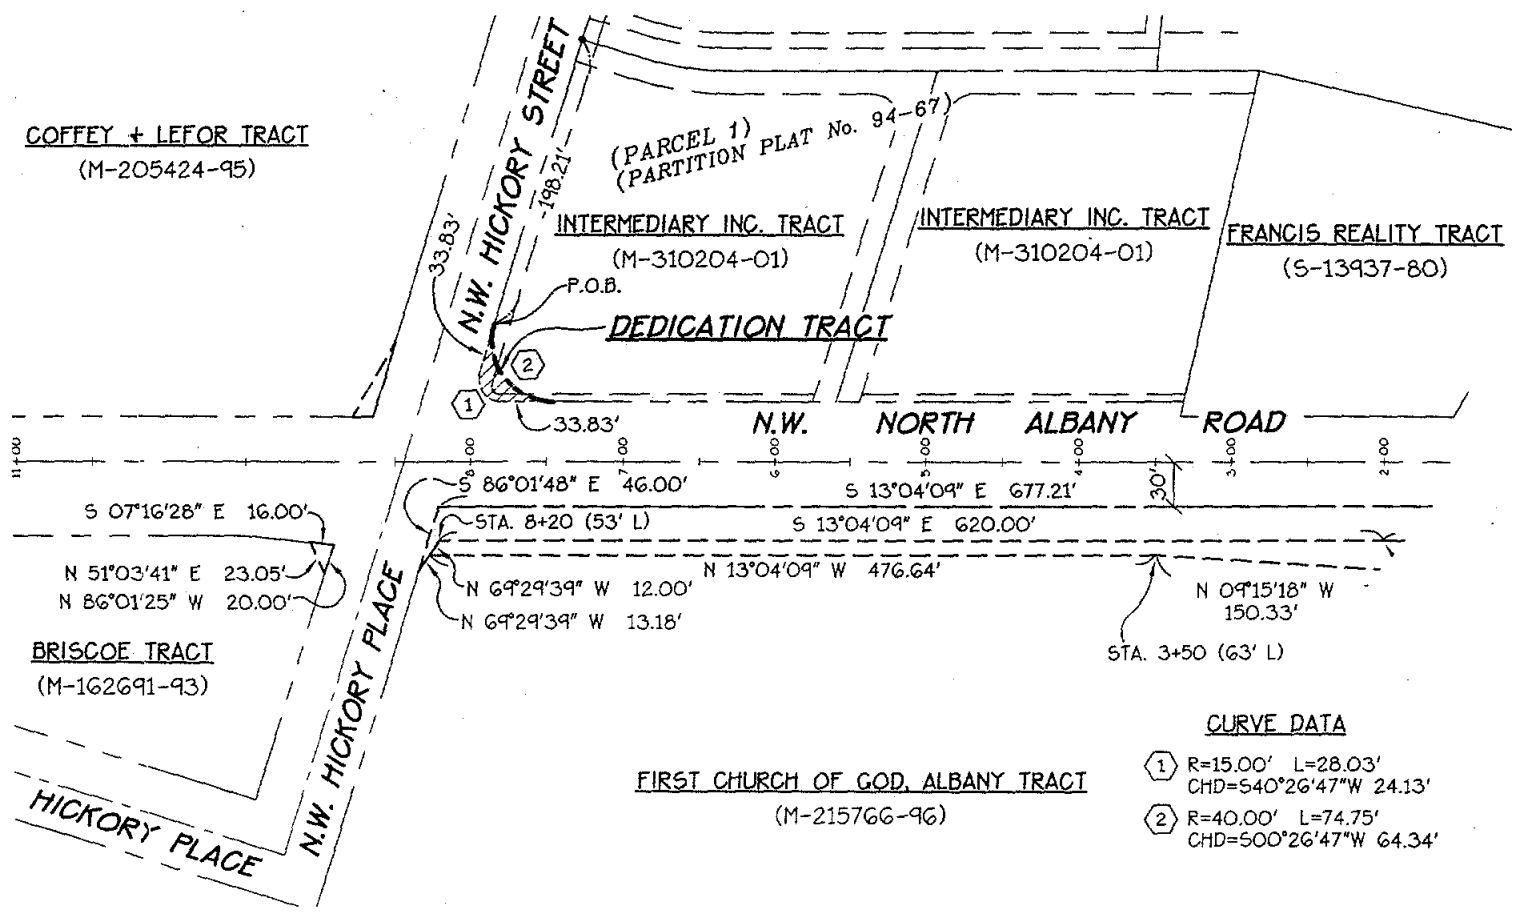 COFFEY + LEFOR TRACT
(M-205424-95)
N.W. HICKORY STREET
198.21'
33.83'
(PARCEL 1)
(PARTITION PLAT No. 94-67)
INTERMEDIARY INC. TRACT
(M-310204-01)
INTERMEDIARY INC. TRACT
(M-310204-01)
FRANCIS REALITY TRACT
(S-13937-80)
P.O.B.
DEDICATION TRACT
2
1
33.83'
N.W. NORTH ALBANY ROAD
11+00
8+00
7+00
6+00
5+00
4+00
3+00
2+00
30'
S 86°01'48" E 46.00'
S 13°04'09" E 677.21'
S 07°16'28" E 16.00'
STA. 8+20 (53' L)
S 13°04'09" E 620.00'
N 51°03'41" E 23.05'
N 86°01'25" W 20.00'
N 13°04'09" W 476.64'
N 69°29'39" W 12.00'
N 69°29'39" W 13.18'
N 09°15'18" W
150.33'
STA. 3+50 (63' L)
BRISCOE TRACT
(M-162691-93)
N.W. HICKORY PLACE
HICKORY PLACE
FIRST CHURCH OF GOD, ALBANY TRACT
(M-215766-96)
CURVE DATA
1 R=15.00' L=28.03'
CHD=S40°26'47"W 24.13'
2 R=40.00' L=74.75'
CHD=S00°26'47"W 64.34'